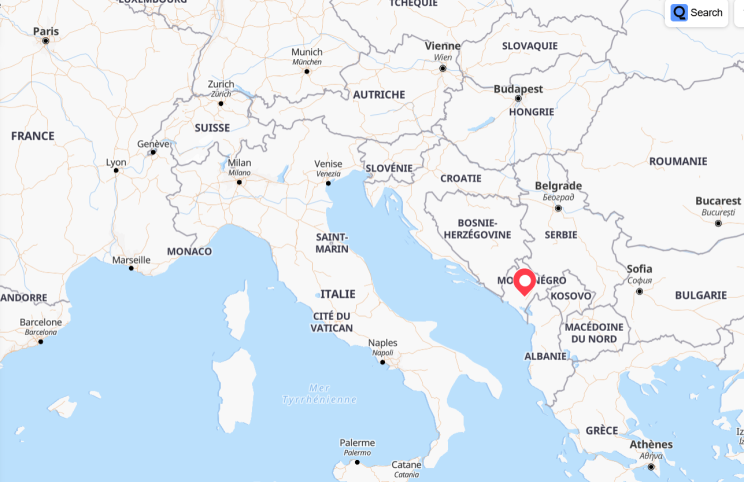 TCHÉQUIE
LUXEMBOURG
Search
Paris
Munich
München
Vienne
Wien
SLOVAQUIE
Zurich
Zürich
AUTRICHE
Budapest
HONGRIE
SUISSE
FRANCE
Genève
Lyon
Milan
Milano
Venise
Venezia
SLOVÉNIE
CROATIE
ROUMANIE
Belgrade
Београд
Bucarest
București
BOSNIE-
HERZÉGOVINE
SERBIE
SAINT-
MARIN
MONACO
Marseille
Sofia
София
ANDORRE
ITALIE
KOSOVO
BULGARIE
Barcelone
Barcelona
CITÉ DU
VATICAN
MACÉDOINE
DU NORD
Naples
Napoli
ALBANIE
Mer
Tyrrhénienne
GRÈCE
Palerme
Palermo
Athènes
Αθήνα
Catane
Catania